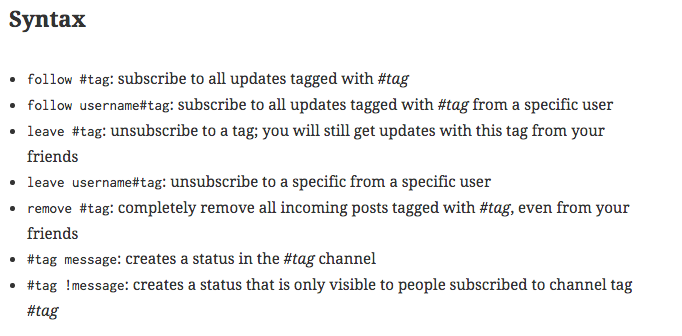 Syntax
follow #tag: subscribe to all updates tagged with #tag
follow username#tag: subscribe to all updates tagged with #tag from a specific user
leave #tag: unsubscribe to a tag; you will still get updates with this tag from your
friends
leave username#tag: unsubscribe to a specific from a specific user
remove #tag: completely remove all incoming posts tagged with #tag, even from your
friends
#tag message: creates a status in the #tag channel
#tag !message: creates a status that is only visible to people subscribed to channel tag
#tag